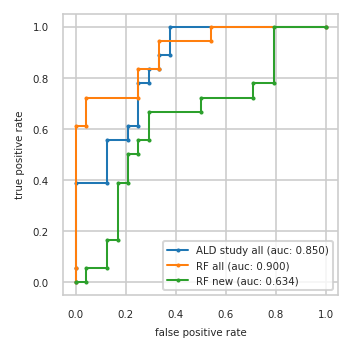 1.0
0.8
0.6
0.4
0.2
0.0
true positive rate
ALD study all (auc: 0.850)
RF all (auc: 0.900)
RF new (auc: 0.634)
0.0 0.2 0.4 0.6 0.8 1.0
false positive rate